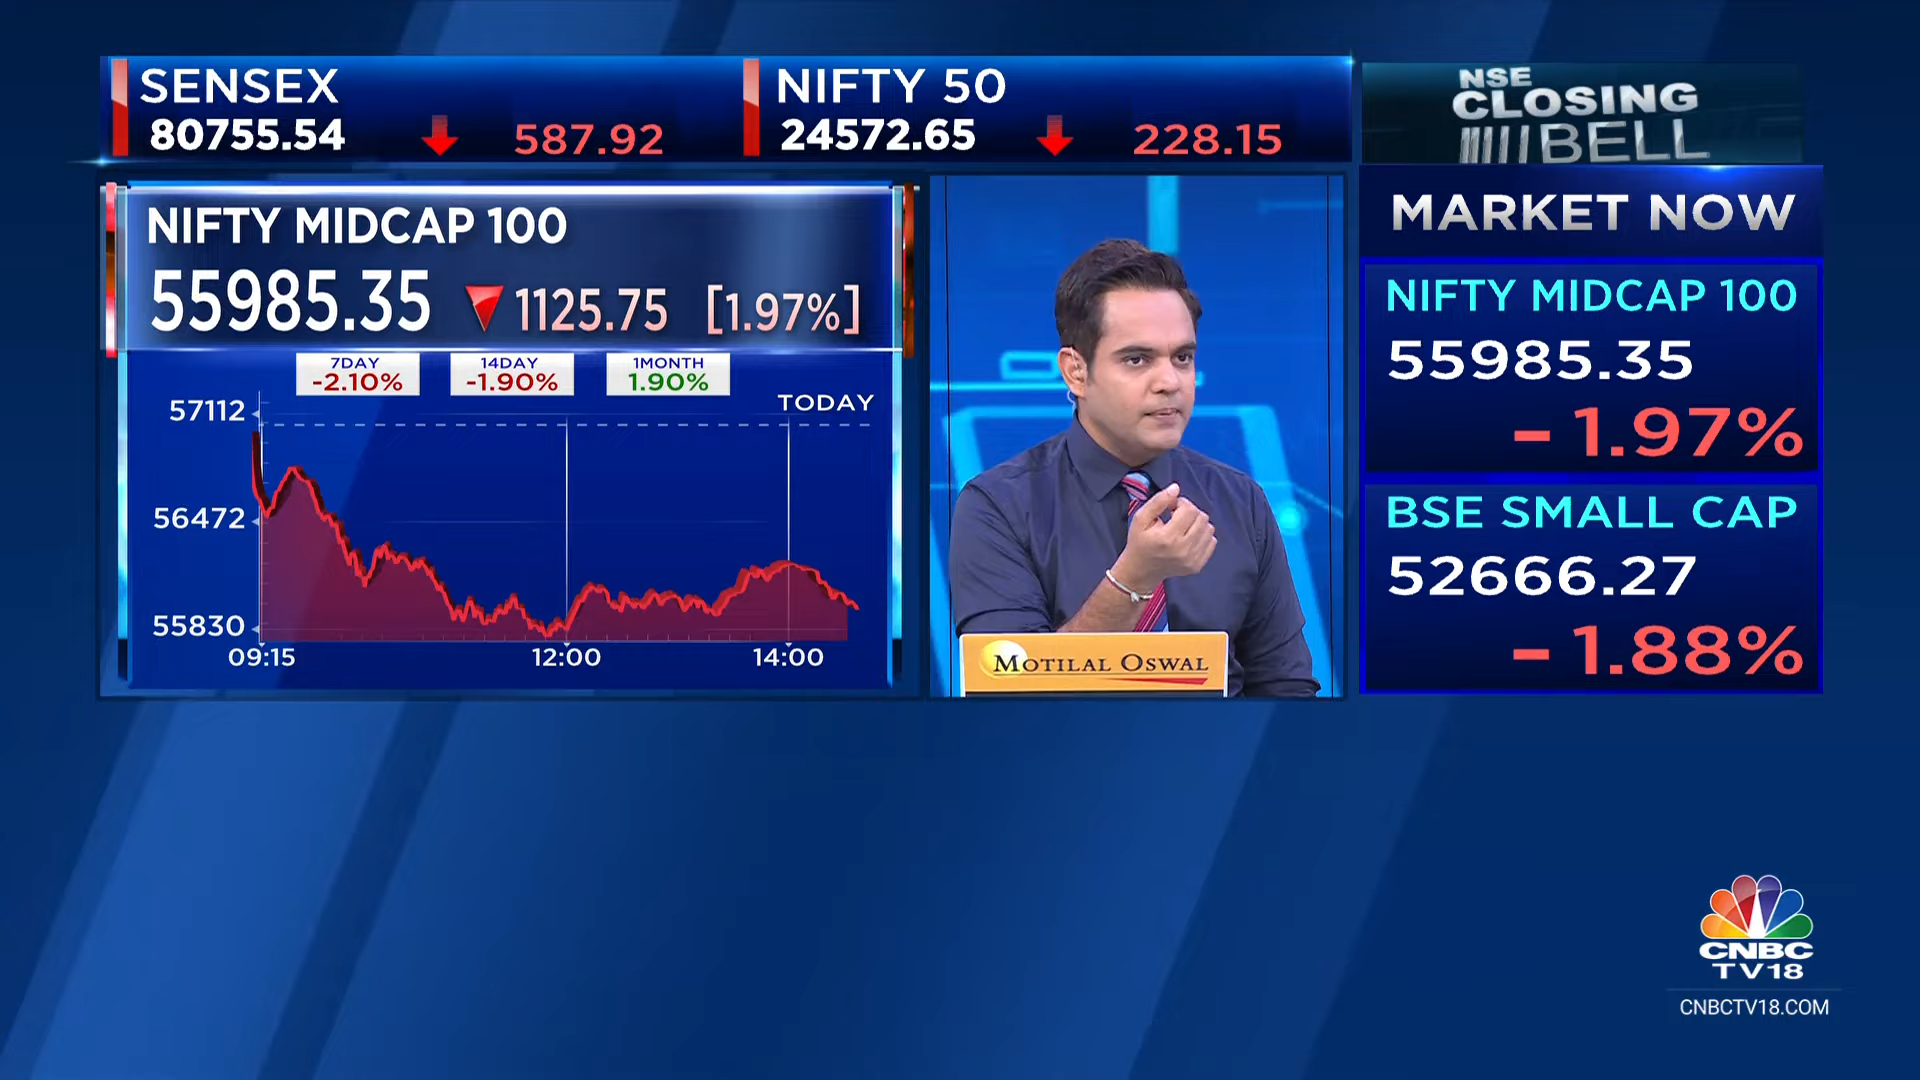 SENSEX
80755.54 587.92
NIFTY 50
24572.65 228.15
NSE
CLOSING
BELL
NIFTY MIDCAP 100
55985.35 1125.75 [1.97%]
7DAY
-2.10%
14DAY
-1.90%
1MONTH
1.90%
TODAY
57112
56472
55830
09:15 12:00 14:00
MOTILAL OSWAL
MARKET NOW
NIFTY MIDCAP 100
55985.35
- 1.97%
BSE SMALL CAP
52666.27
- 1.88%
CNBC
TV18
CNBCTV18.COM